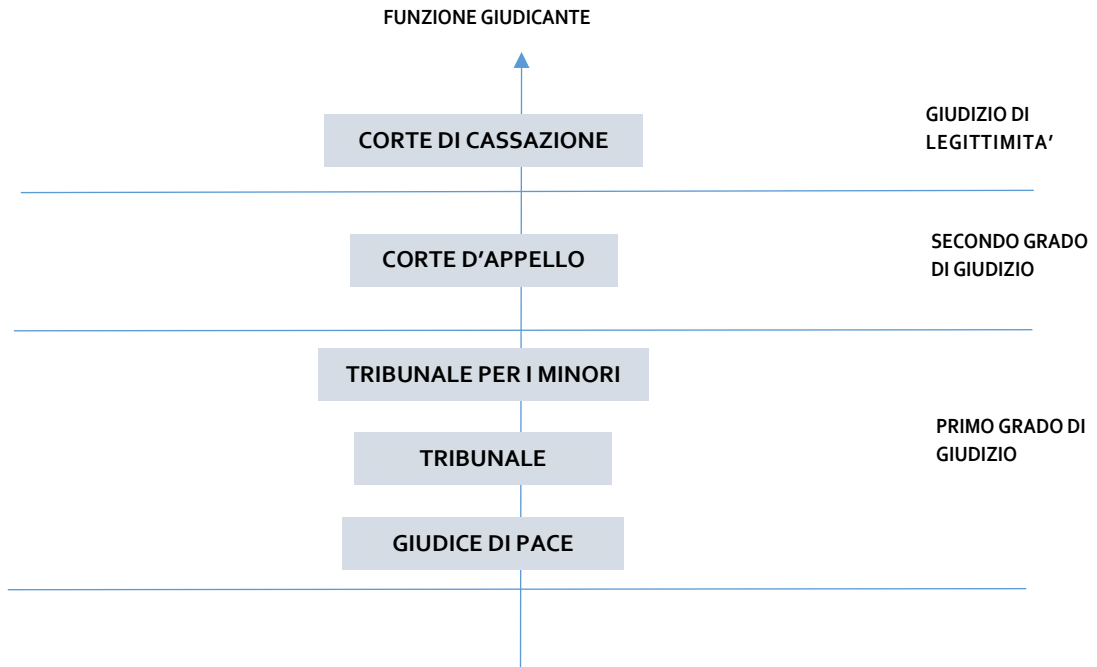 FUNZIONE GIUDICANTE
CORTE DI CASSAZIONE
GIUDIZIO DI
LEGITTIMITA’
CORTE D’APPELLO
SECONDO GRADO
DI GIUDIZIO
TRIBUNALE PER I MINORI
TRIBUNALE
PRIMO GRADO DI
GIUDIZIO
GIUDICE DI PACE